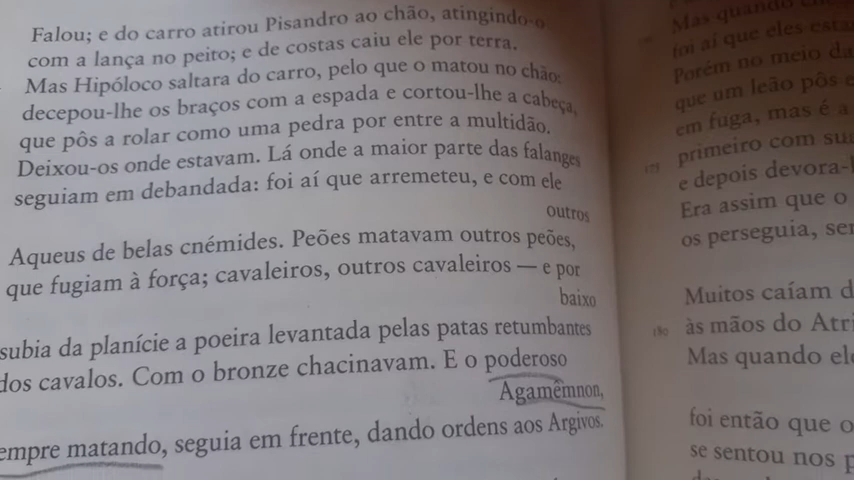 Falou; e do carro atirou Pisandro ao chão, atingindo-o
com a lança no peito; e de costas caiu ele por terra.
Mas Hipóloco saltara do carro, pelo que o matou no chão:
decepou-lhe os braços com a espada e cortou-lhe a cabeça,
que pôs a rolar como uma pedra por entre a multidão.
Deixou-os onde estavam. Lá onde a maior parte das falanges
seguiam em debandada: foi aí que arremeteu, e com ele
outros
Aqueus de belas cnémides. Peões matavam outros peões,
que fugiam à força; cavaleiros, outros cavaleiros — e por
baixo
subia da planície a poeira levantada pelas patas retumbantes
dos cavalos. Com o bronze chacinavam. E o poderoso
Agamémnon,
empre matando, seguia em frente, dando ordens aos Argivos.
Mas quando
foi aí que eles
Porém no meio da
que um leão pôs e
em fuga, mas é a
175 primeiro com
e depois devora-
Era assim que o
os perseguia,
Muitos caíam d
180 às mãos do Atri
Mas quando
foi então que o
se sentou nos p